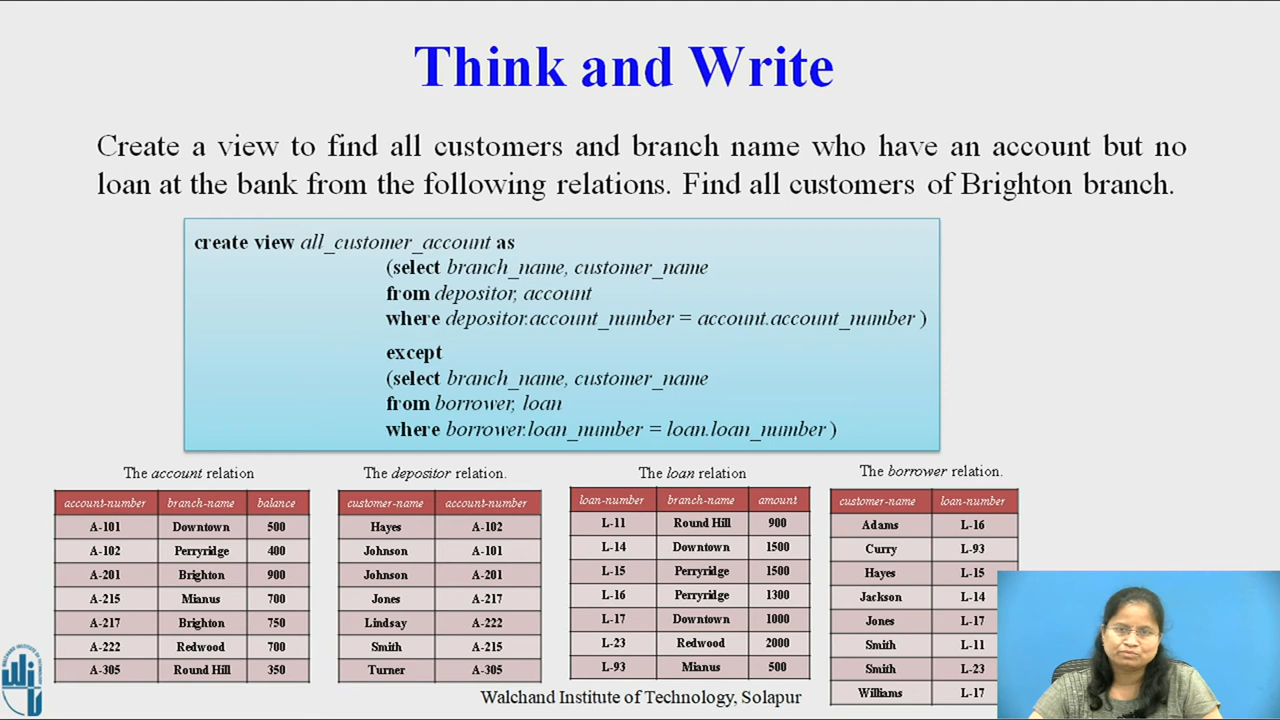 Think and Write
Create a view to find all customers and branch name who have an account but no
loan at the bank from the following relations. Find all customers of Brighton branch.
create view all_customer_account as
(select branch_name, customer_name
from depositor, account
where depositor.account_number = account.account_number )
except
(select branch_name, customer_name
from borrower, loan
where borrower.loan_number = loan.loan_number )
The account relation
account-number branch-name balance
A-101 Downtown 500
A-102 Perryridge 400
A-201 Brighton 900
A-215 Mianus 700
A-217 Brighton 750
A-222 Redwood 700
A-305 Round Hill 350
The depositor relation.
customer-name account-number
Hayes A-102
Johnson A-101
Johnson A-201
Jones A-217
Lindsay A-222
Smith A-215
Turner A-305
The loan relation
loan-number branch-name amount
L-11 Round Hill 900
L-14 Downtown 1500
L-15 Perryridge 1500
L-16 Perryridge 1300
L-17 Downtown 1000
L-23 Redwood 2000
L-93 Mianus 500
The borrower relation.
customer-name loan-number
Adams L-16
Curry L-93
Hayes L-15
Jackson L-14
Jones L-17
Smith L-11
Smith L-23
Williams L-17
Walchand Institute of Technology, Solapur